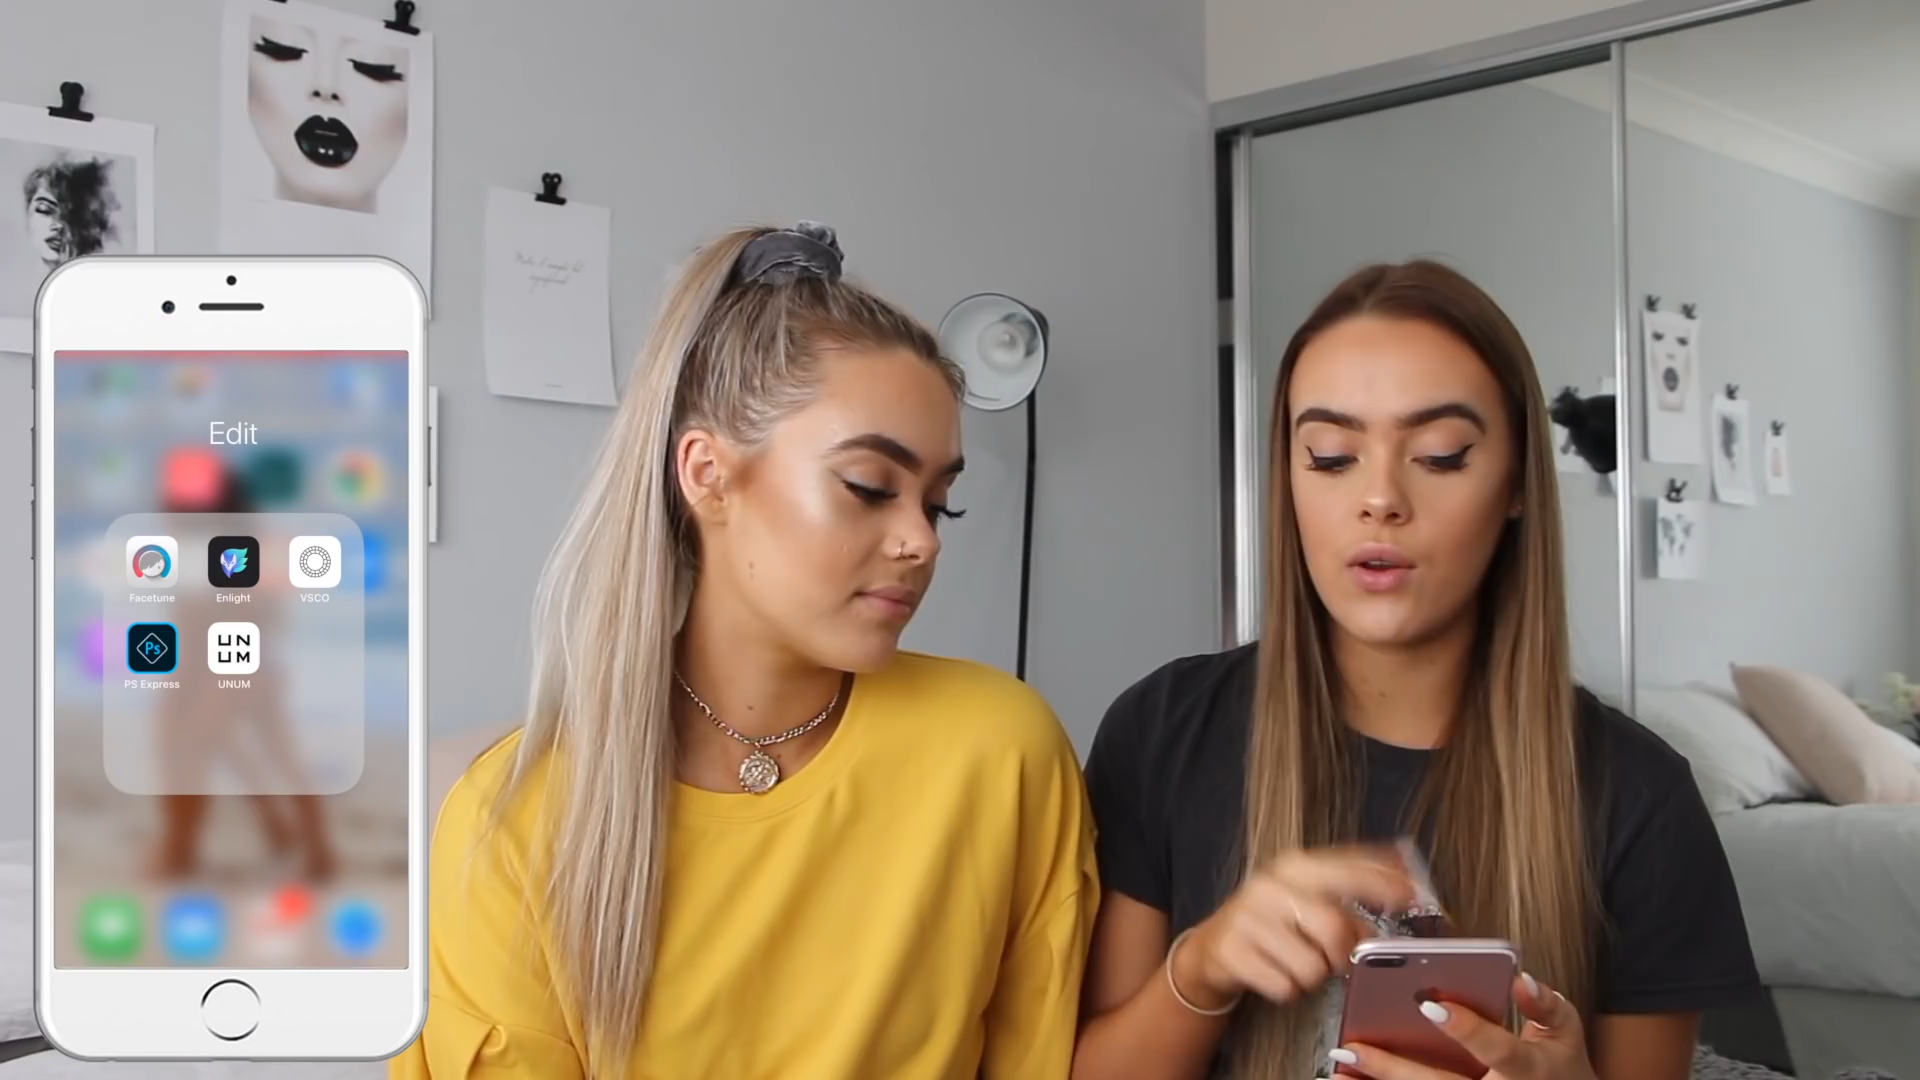 Edit
Facetune
Enlight
VSCO
Ps
UN
UM
PS Express
UNUM